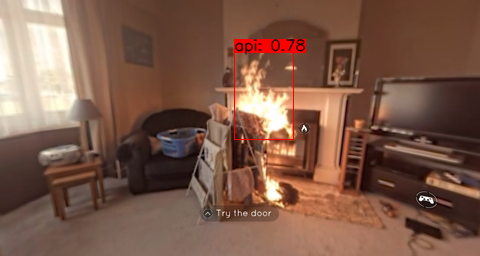 api: 0.78
Try the door